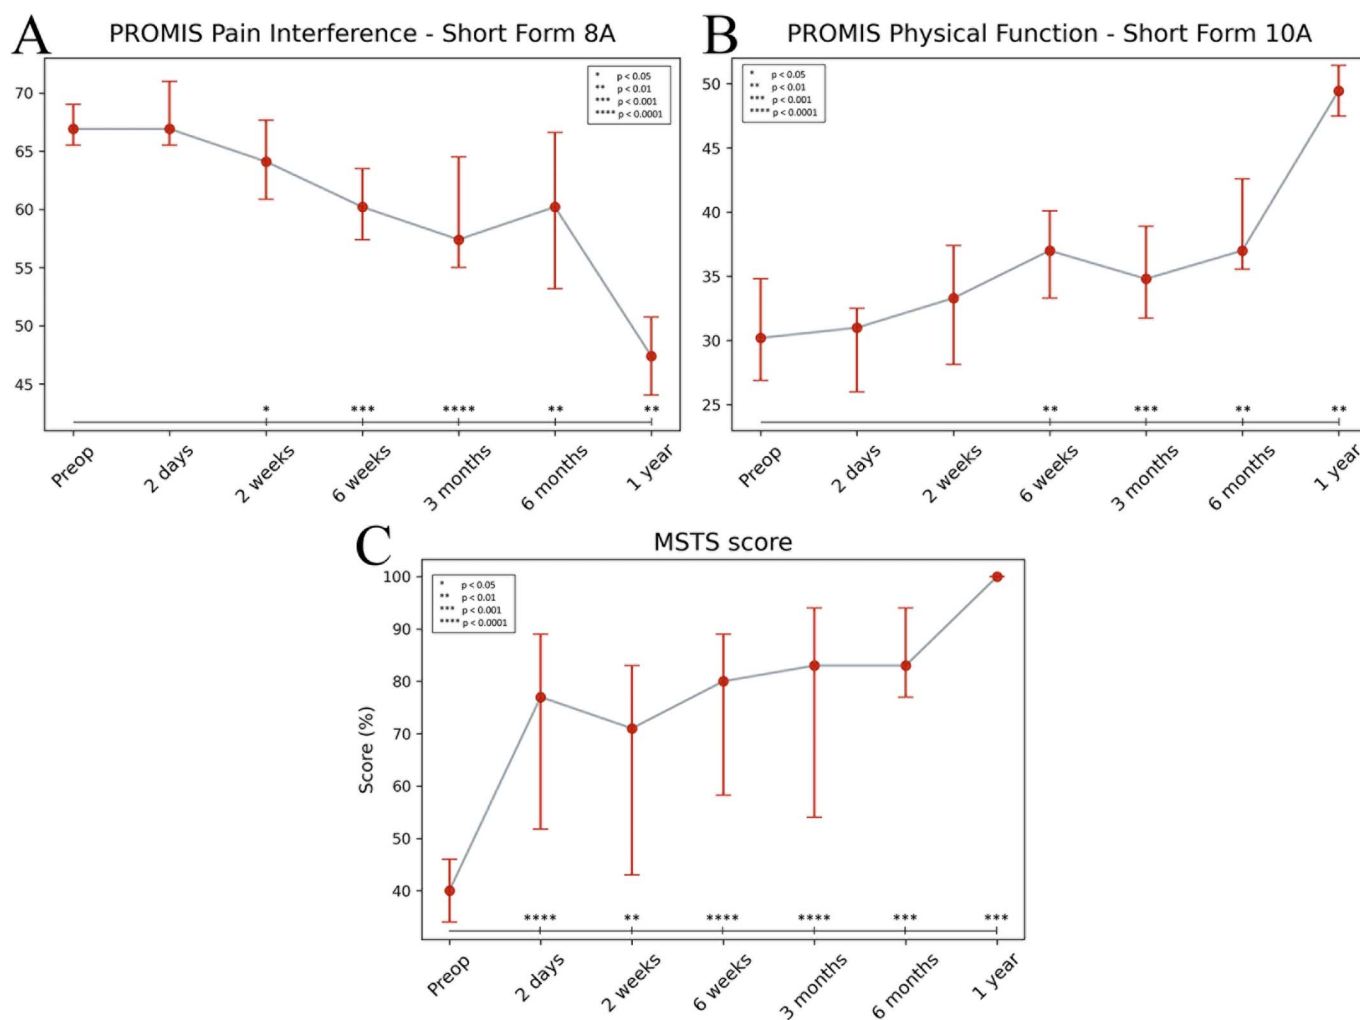 A PROMIS Pain Interference - Short Form 8A
* p < 0.05
** p < 0.01
*** p < 0.001
**** p < 0.0001
70
65
60
55
50
45
* *** **** ** **
Preop 2 days 2 weeks 6 weeks 3 months 6 months 1 year
B PROMIS Physical Function - Short Form 10A
* p < 0.05
** p < 0.01
*** p < 0.001
**** p < 0.0001
50
45
40
35
30
25
** *** ** **
Preop 2 days 2 weeks 6 weeks 3 months 6 months 1 year
C MSTS score
* p < 0.05
** p < 0.01
*** p < 0.001
**** p < 0.0001
Score (%)
100
90
80
70
60
50
40
**** ** **** **** *** ***
Preop 2 days 2 weeks 6 weeks 3 months 6 months 1 year